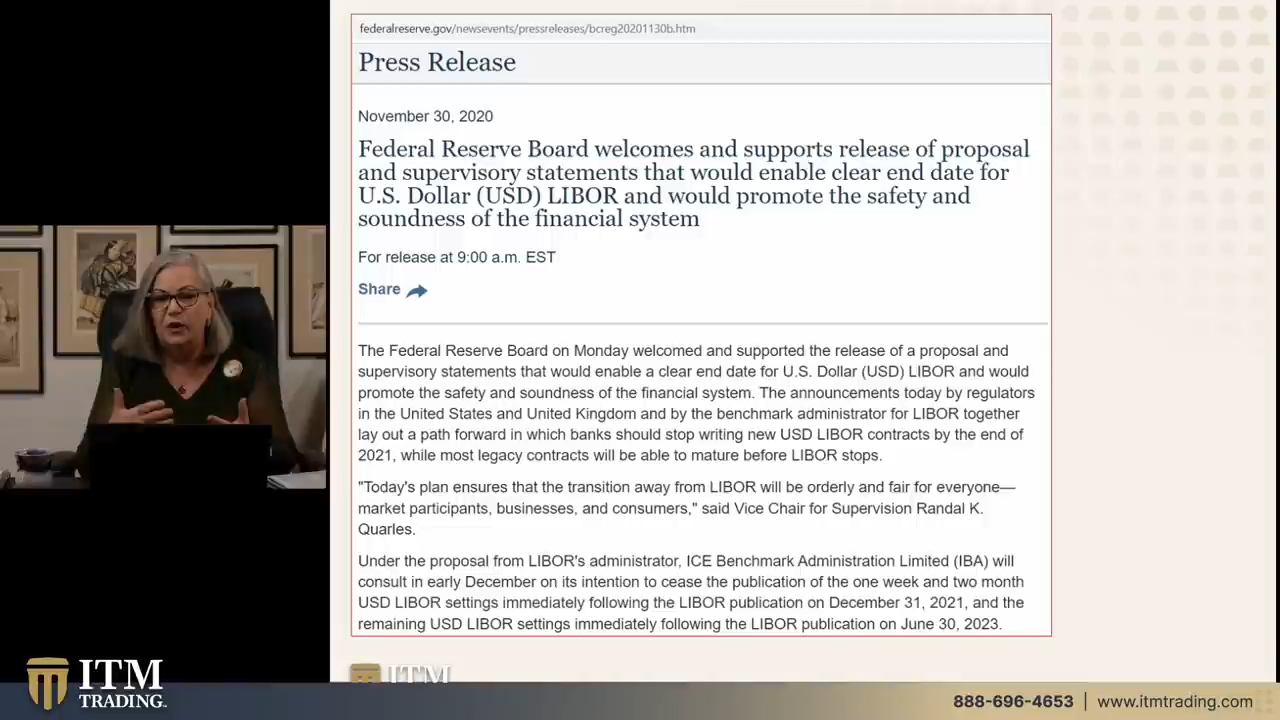 federalreserve.gov/newsevents/pressreleases/bcreg20201130b.htm
Press Release
November 30, 2020
Federal Reserve Board welcomes and supports release of proposal
and supervisory statements that would enable clear end date for
U.S. Dollar (USD) LIBOR and would promote the safety and
soundness of the financial system
For release at 9:00 a.m. EST
Share
The Federal Reserve Board on Monday welcomed and supported the release of a proposal and
supervisory statements that would enable a clear end date for U.S. Dollar (USD) LIBOR and would
promote the safety and soundness of the financial system. The announcements today by regulators
in the United States and United Kingdom and by the benchmark administrator for LIBOR together
lay out a path forward in which banks should stop writing new USD LIBOR contracts by the end of
2021, while most legacy contracts will be able to mature before LIBOR stops.
"Today's plan ensures that the transition away from LIBOR will be orderly and fair for everyone—
market participants, businesses, and consumers," said Vice Chair for Supervision Randal K.
Quarles.
Under the proposal from LIBOR's administrator, ICE Benchmark Administration Limited (IBA) will
consult in early December on its intention to cease the publication of the one week and two month
USD LIBOR settings immediately following the LIBOR publication on December 31, 2021, and the
remaining USD LIBOR settings immediately following the LIBOR publication on June 30, 2023.
ITM
ITM
TRADING.
888-696-4653 | www.itmtrading.com